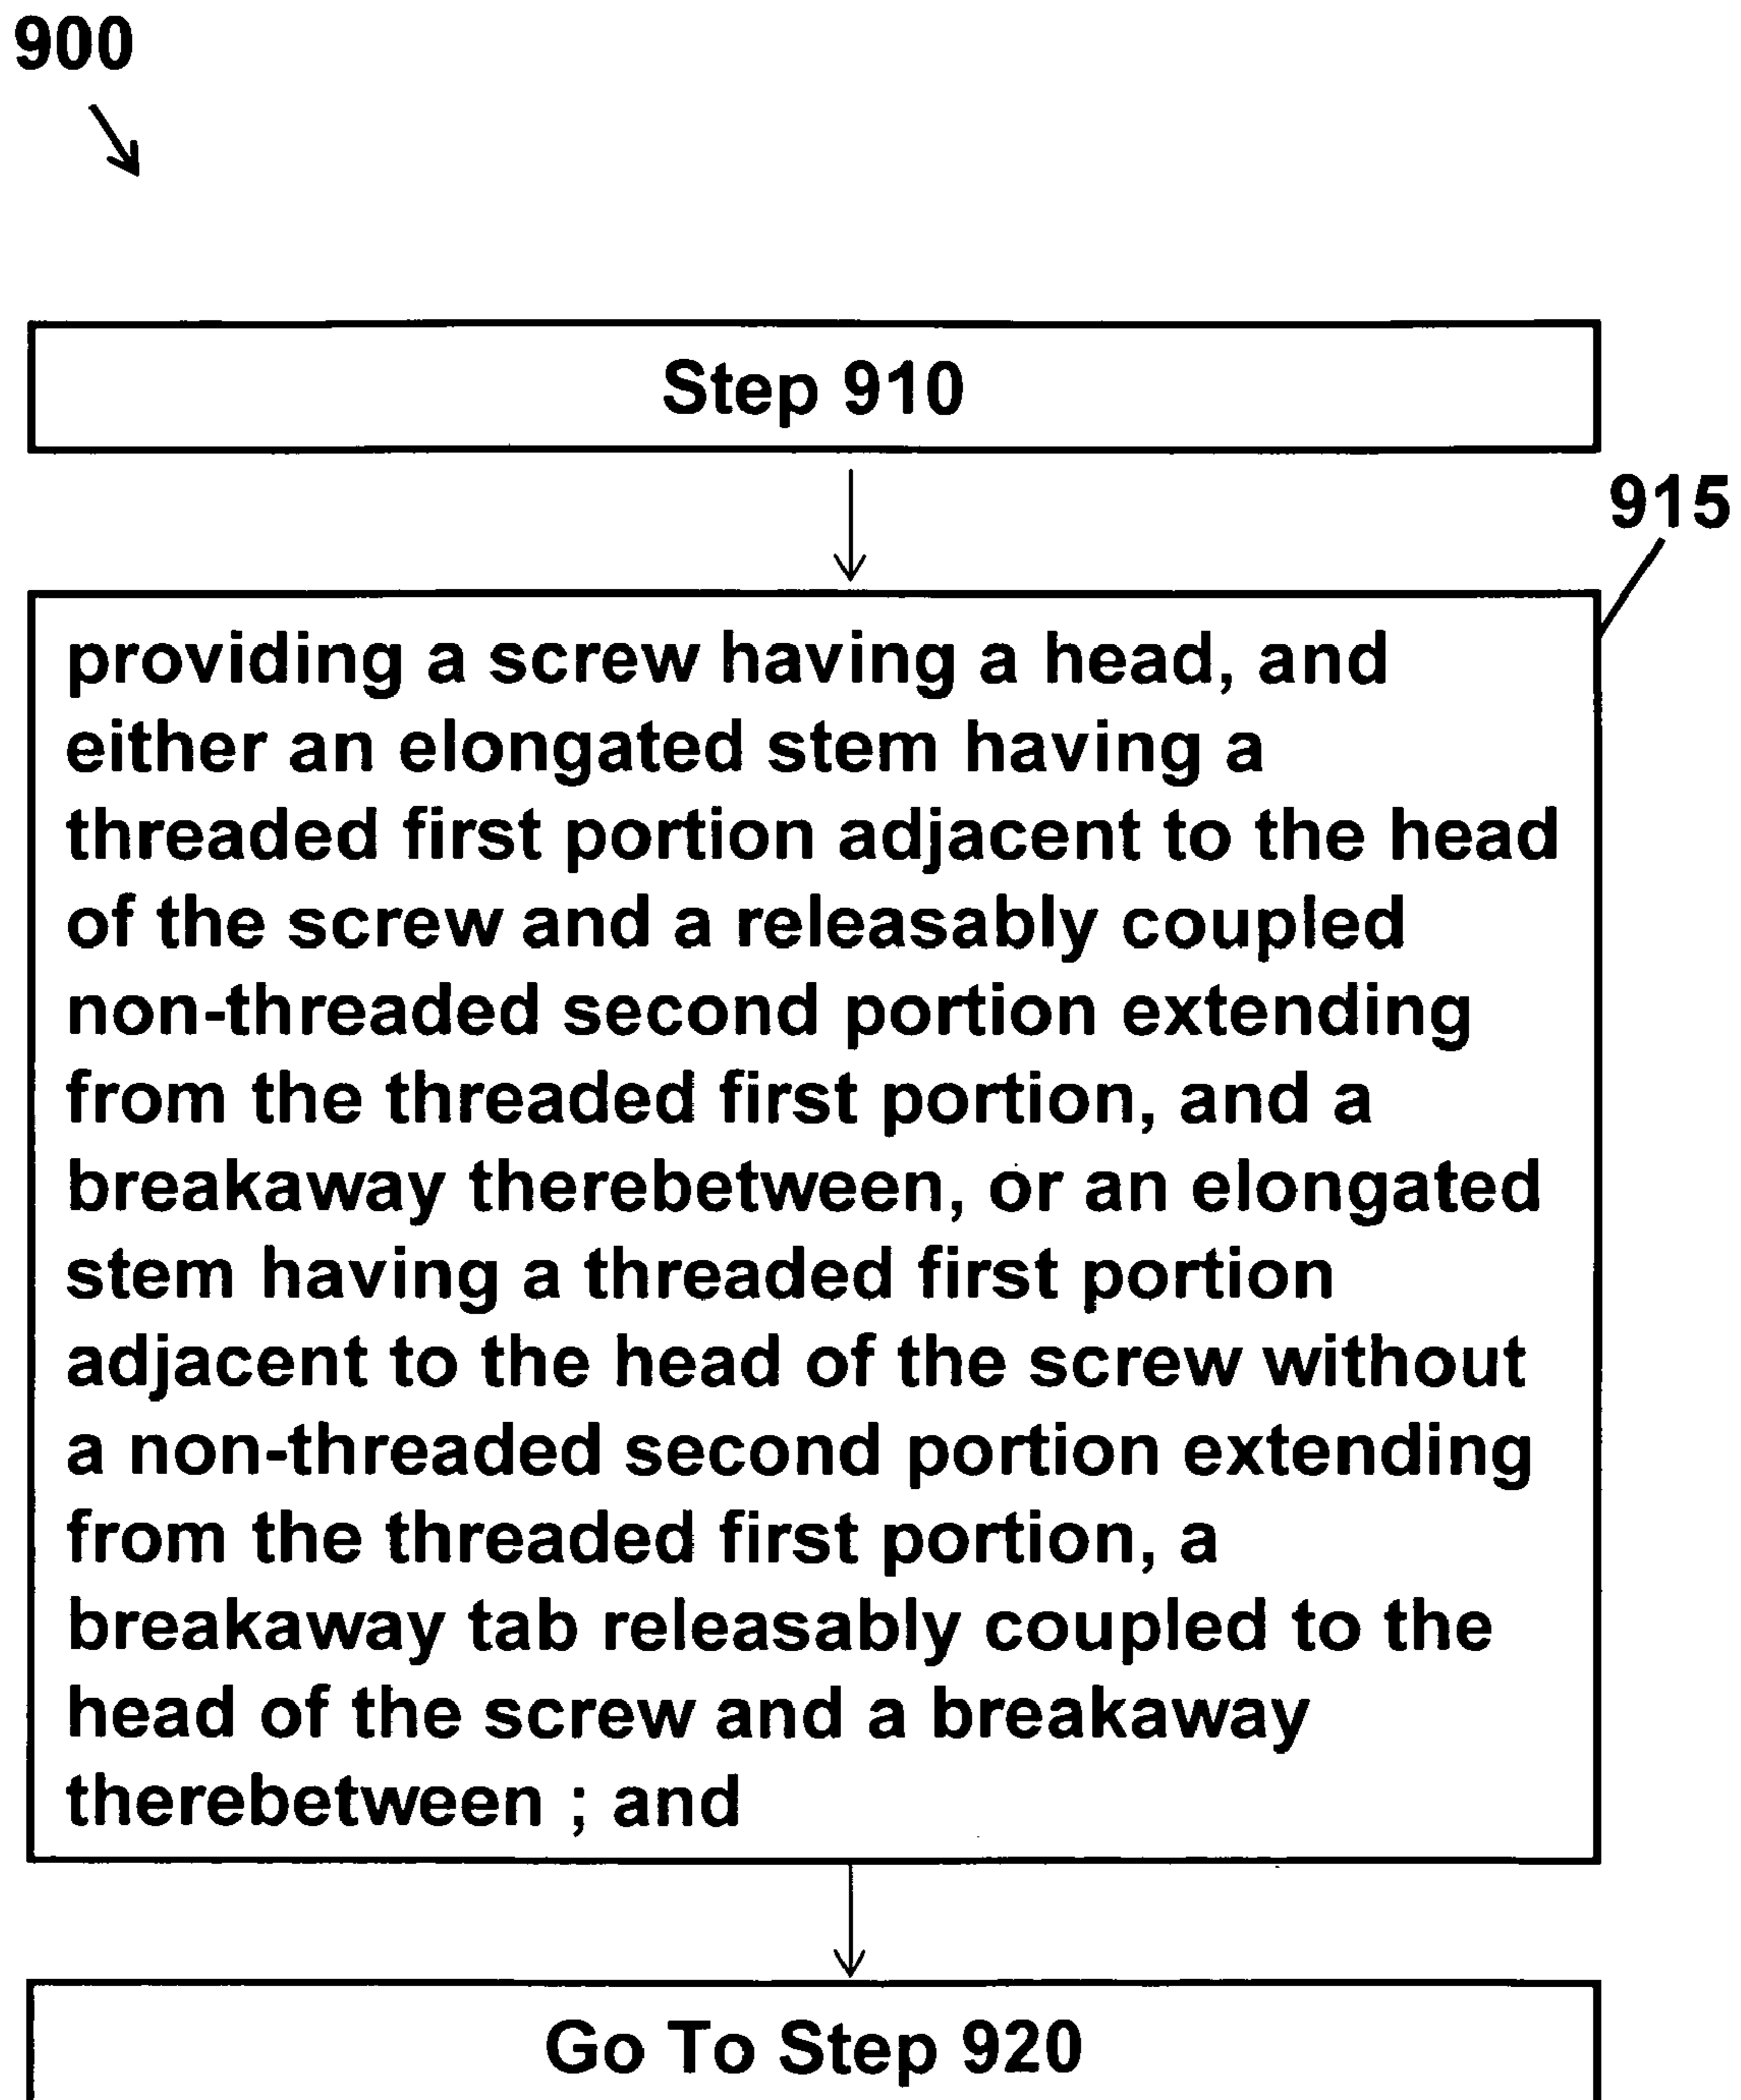 900
Step 910
915
providing a screw having a head, and
either an elongated stem having a
threaded first portion adjacent to the head
of the screw and a releasably coupled
non-threaded second portion extending
from the threaded first portion, and a
breakaway therebetween, or an elongated
stem having a threaded first portion
adjacent to the head of the screw without
a non-threaded second portion extending
from the threaded first portion, a
breakaway tab releasably coupled to the
head of the screw and a breakaway
therebetween ; and
Go To Step 920